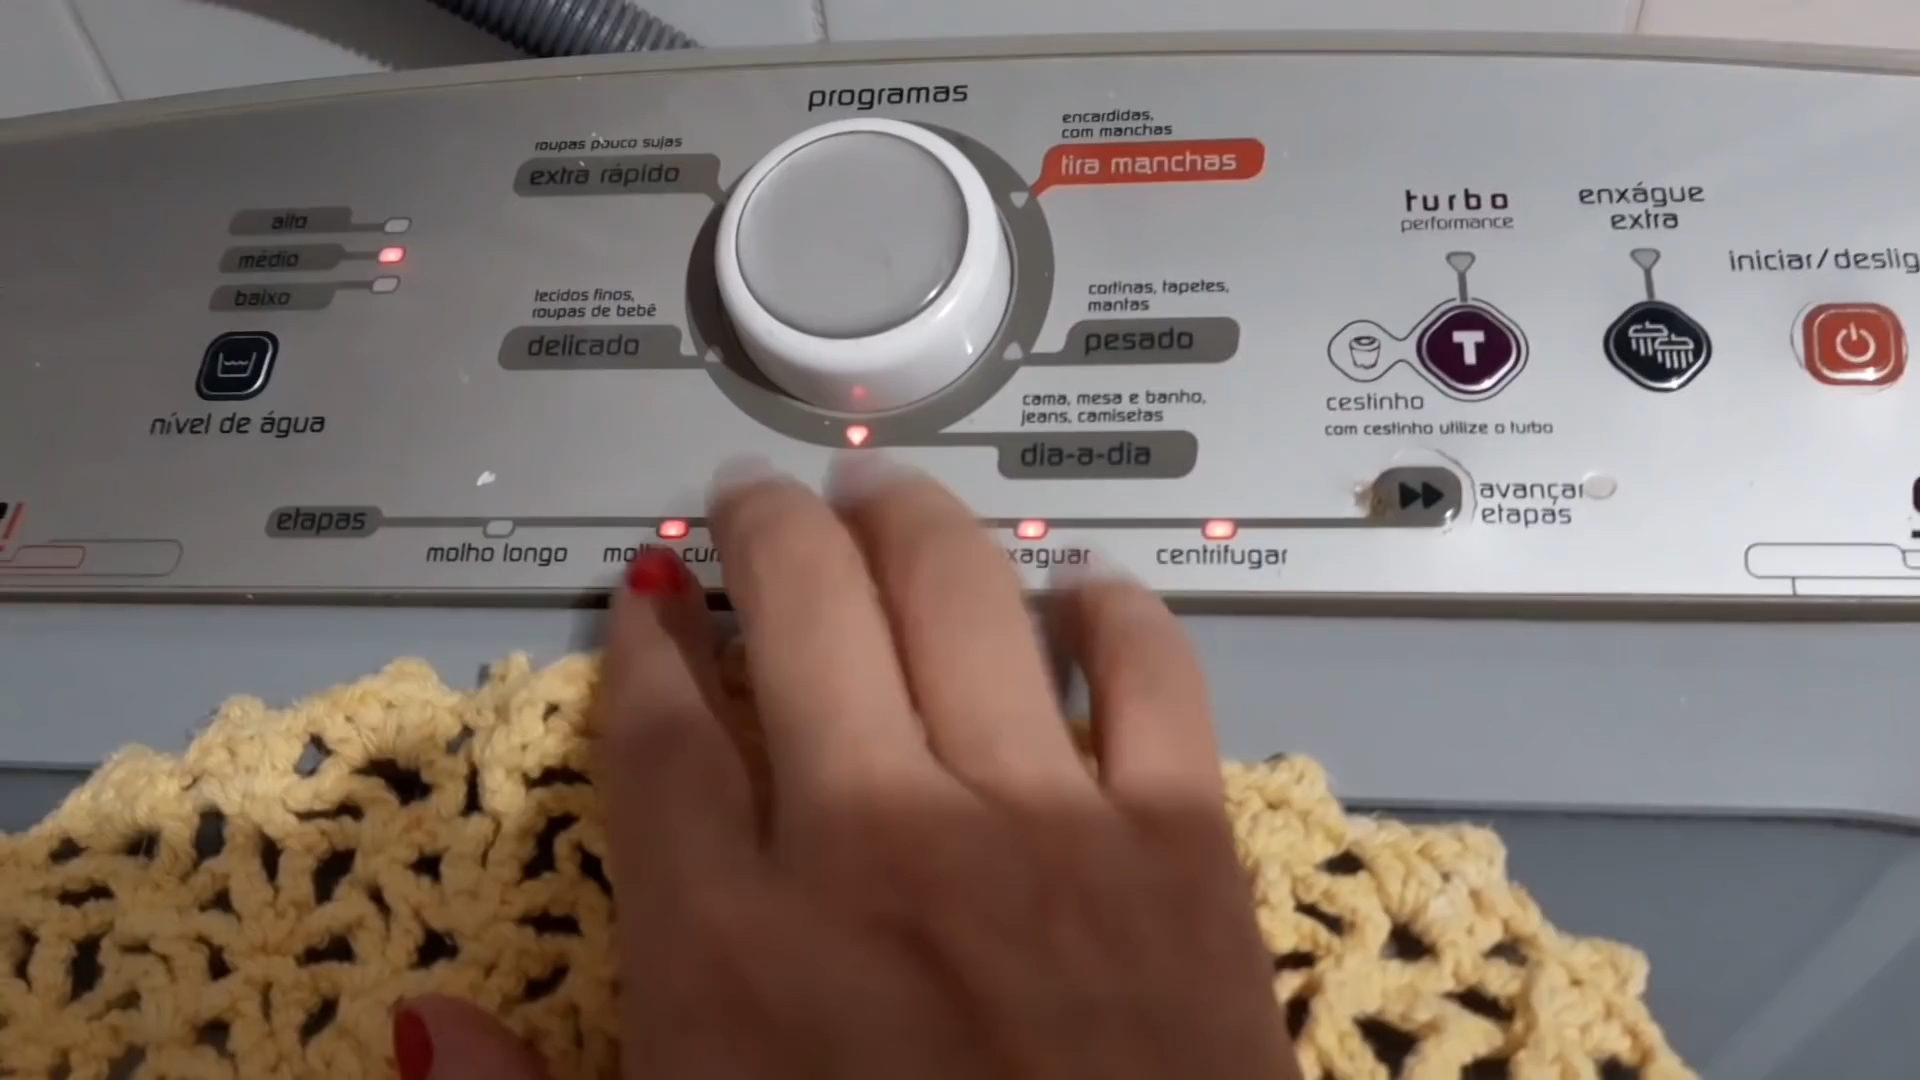 programas
roupas pouco sujas
extra rápido
encardidas,
com manchas
tira manchas
alto
médio
baixo
nível de água
tecidos finos,
roupas de bebê
delicado
cortinas, tapetes,
mantas
pesado
cama, mesa e banho,
jeans, camisetas
dia-a-dia
turbo
performance
T
cestinho
com cestinho utilize o turbo
enxágue
extra
iniciar/deslig
avançar
etapas
etapas
molho longo
molho cur
xaguar
centrifugar